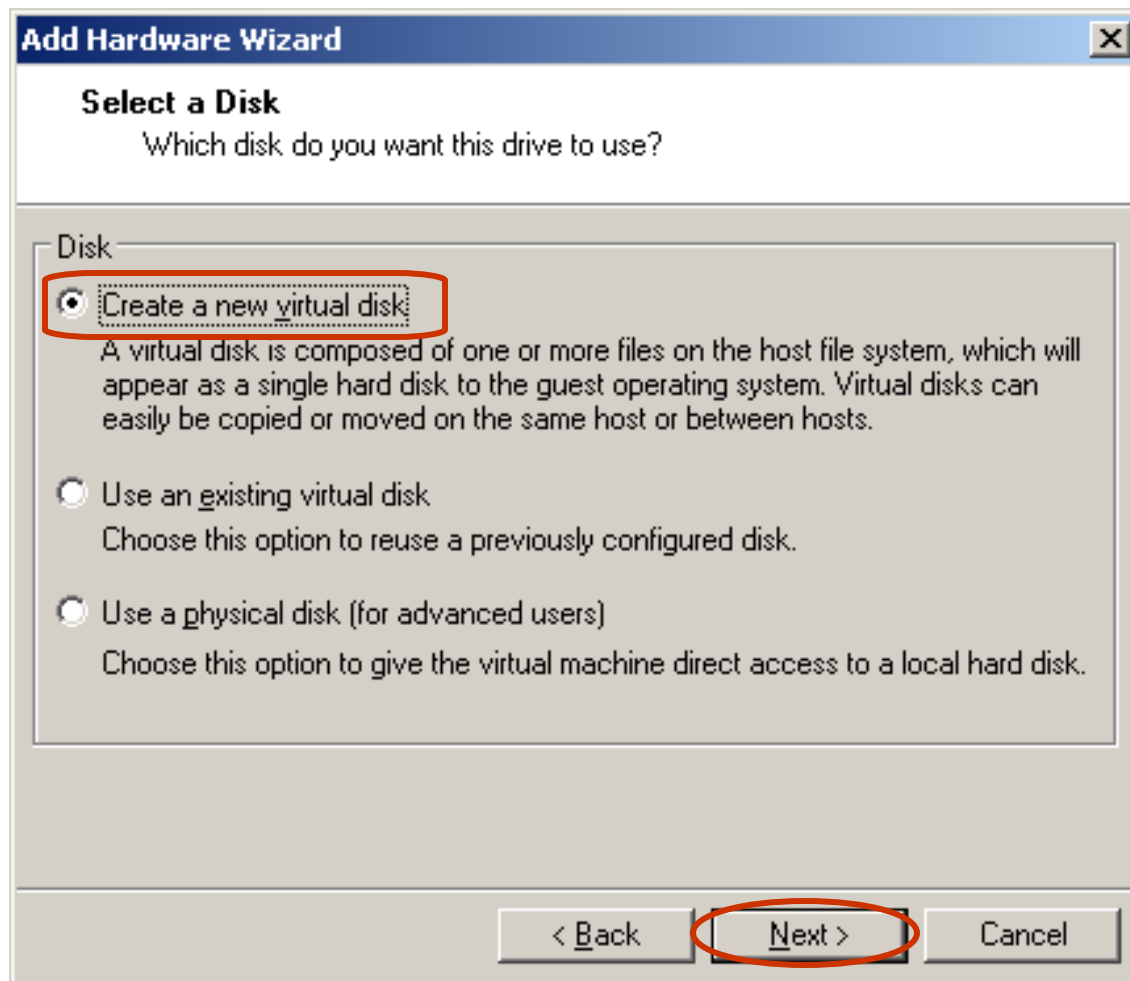 Add Hardware Wizard
Select a Disk
Which disk do you want this drive to use?
Disk
Create a new virtual disk
A virtual disk is composed of one or more files on the host file system, which will
appear as a single hard disk to the guest operating system. Virtual disks can
easily be copied or moved on the same host or between hosts.
Use an existing virtual disk
Choose this option to reuse a previously configured disk.
Use a physical disk (for advanced users)
Choose this option to give the virtual machine direct access to a local hard disk.
< Back Next > Cancel